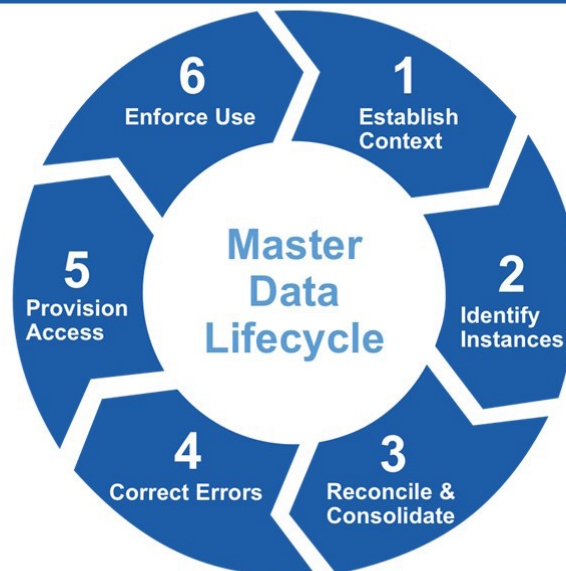 6
Enforce Use
1
Establish
Context
2
Identify
Instances
3
Reconcile &
Consolidate
4
Correct Errors
5
Provision
Access
Master
Data
Lifecycle